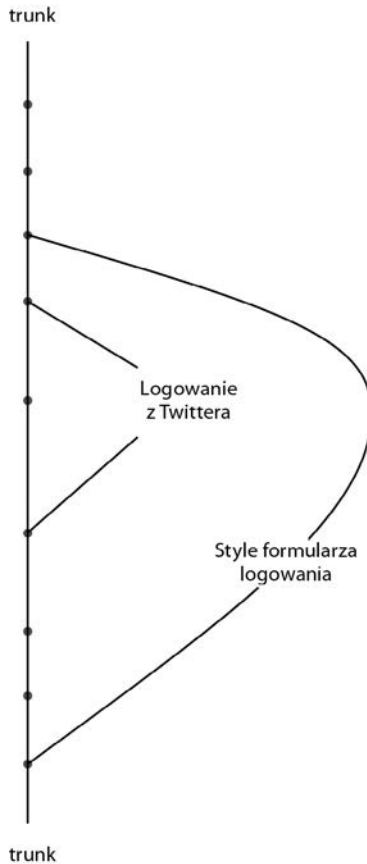 trunk
Logowanie
z Twittera
Style formularza
logowania
trunk